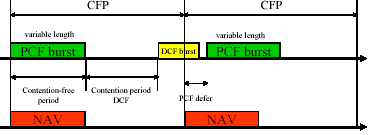 CFP CFP
variable length variable length
PCF burst DCF burst PCF burst
Contention-free period
Contention period DCF
PCF defer
NAV NAV